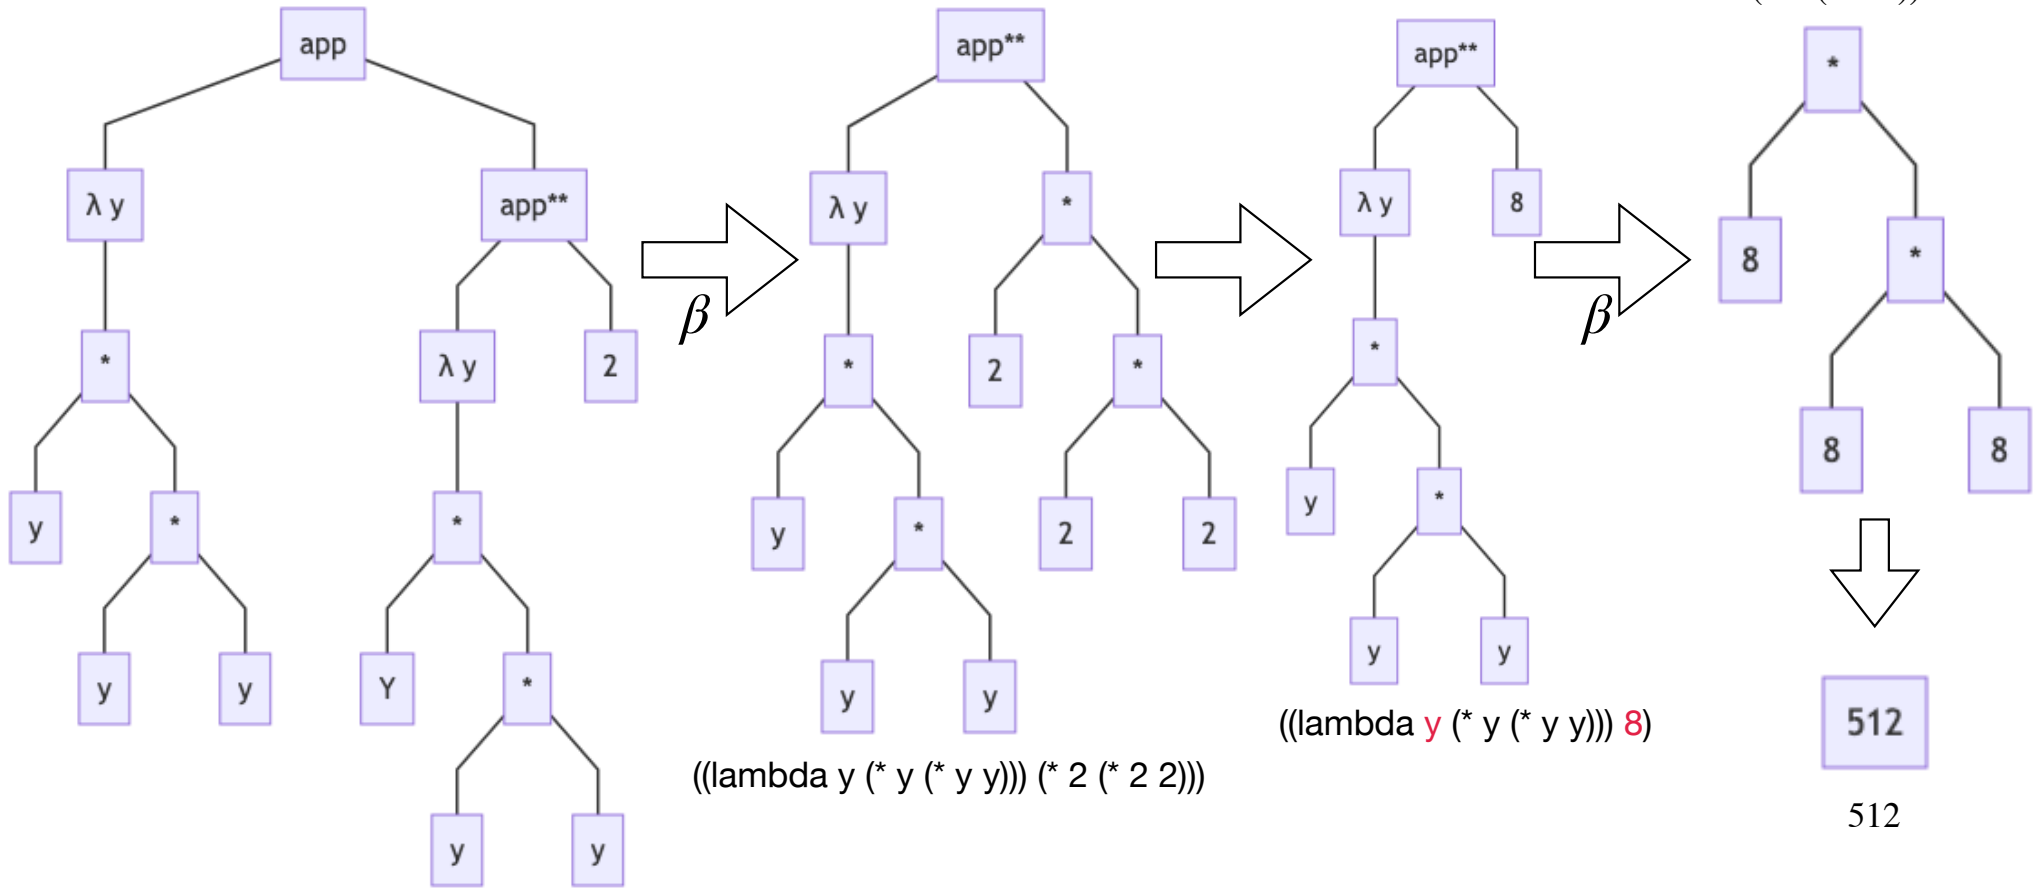 app
λ y
app**
*
λ y
2
y
*
*
y
y
Y
*
y
y
β
app**
λ y
*
*
2
*
y
*
2
2
y
y
((lambda y (* y (* y y))) (* 2 (* 2 2)))
app**
λ y
8
*
y
*
y
y
((lambda y (* y (* y y))) 8)
β
*
8
*
8
8
512
512